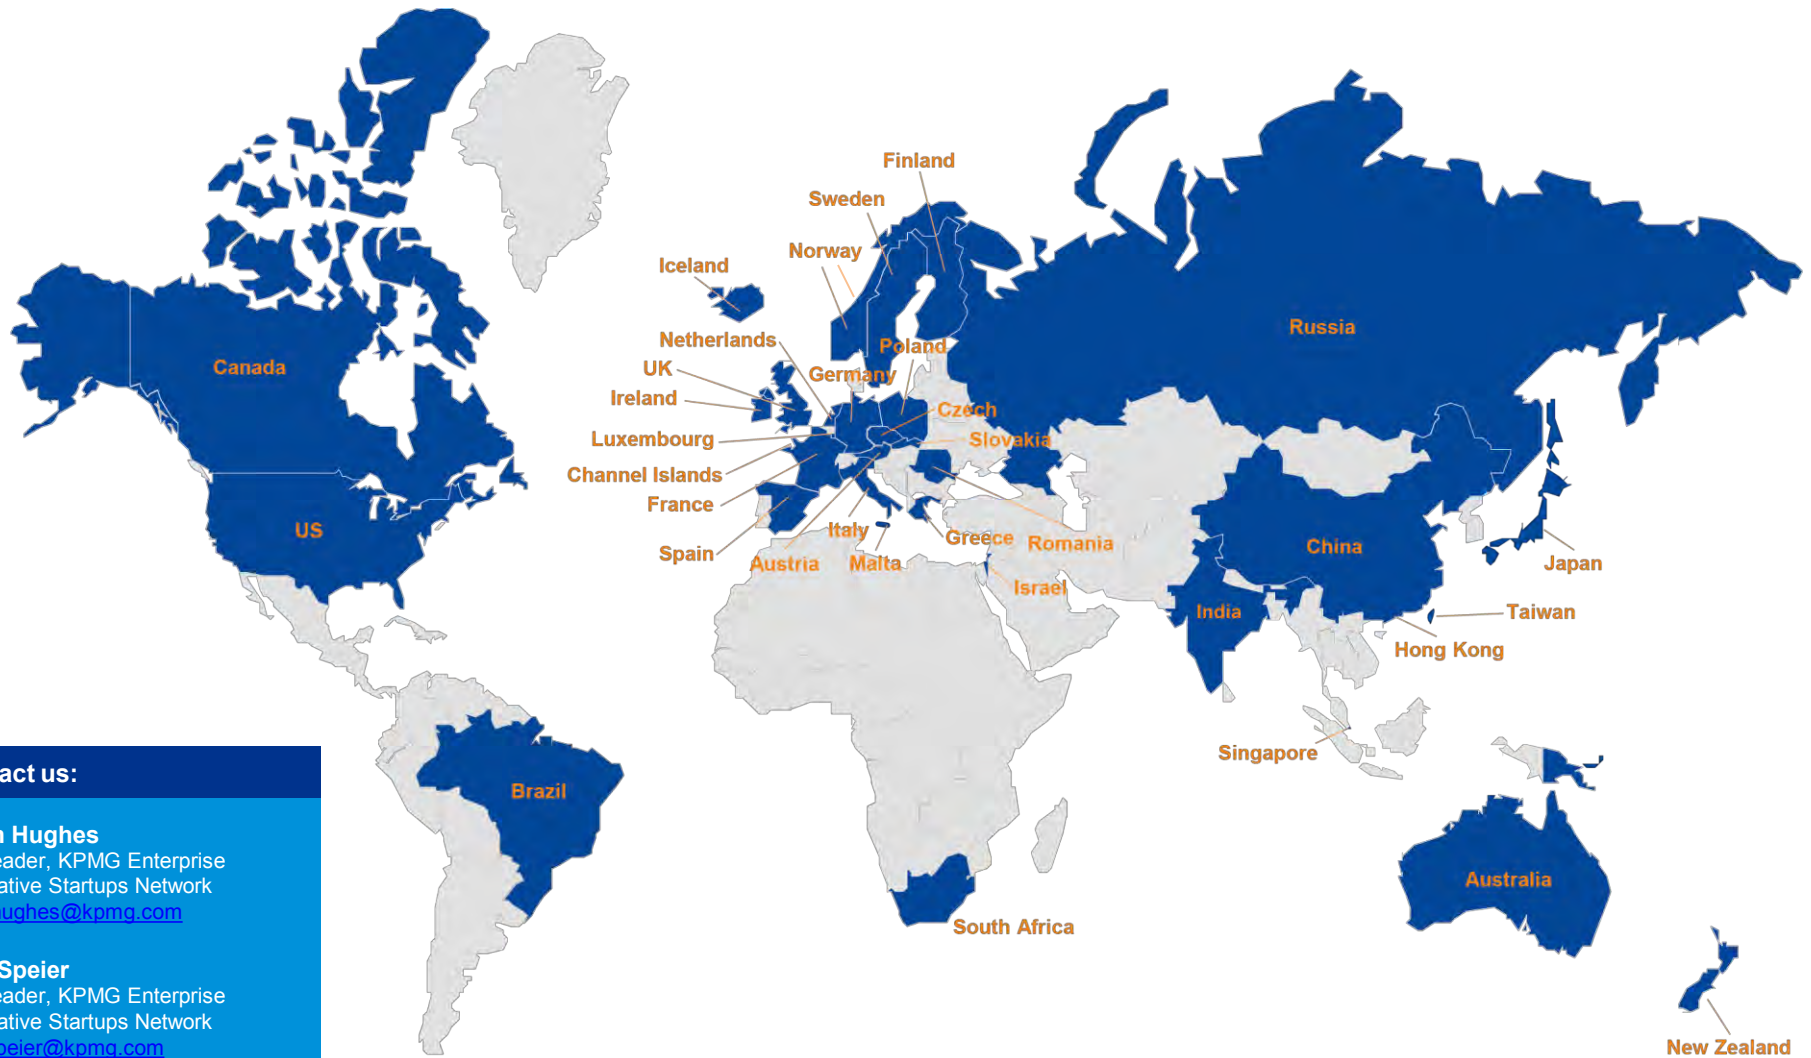 Finland
Sweden
Norway
Iceland
Russia
Netherlands
Poland
Canada
UK
Germany
Ireland
Czech
Luxembourg
Slovakia
Channel Islands
France
US
Italy
Greece
Romania
China
Spain
Austria
Malta
Japan
Israel
India
Taiwan
Hong Kong
Singapore
Brazil
Australia
South Africa
New Zealand
act us:
Hughes
eader, KPMG Enterprise
ative Startups Network
ughes@kpmg.com
Speier
eader, KPMG Enterprise
ative Startups Network
peier@kpmg.com